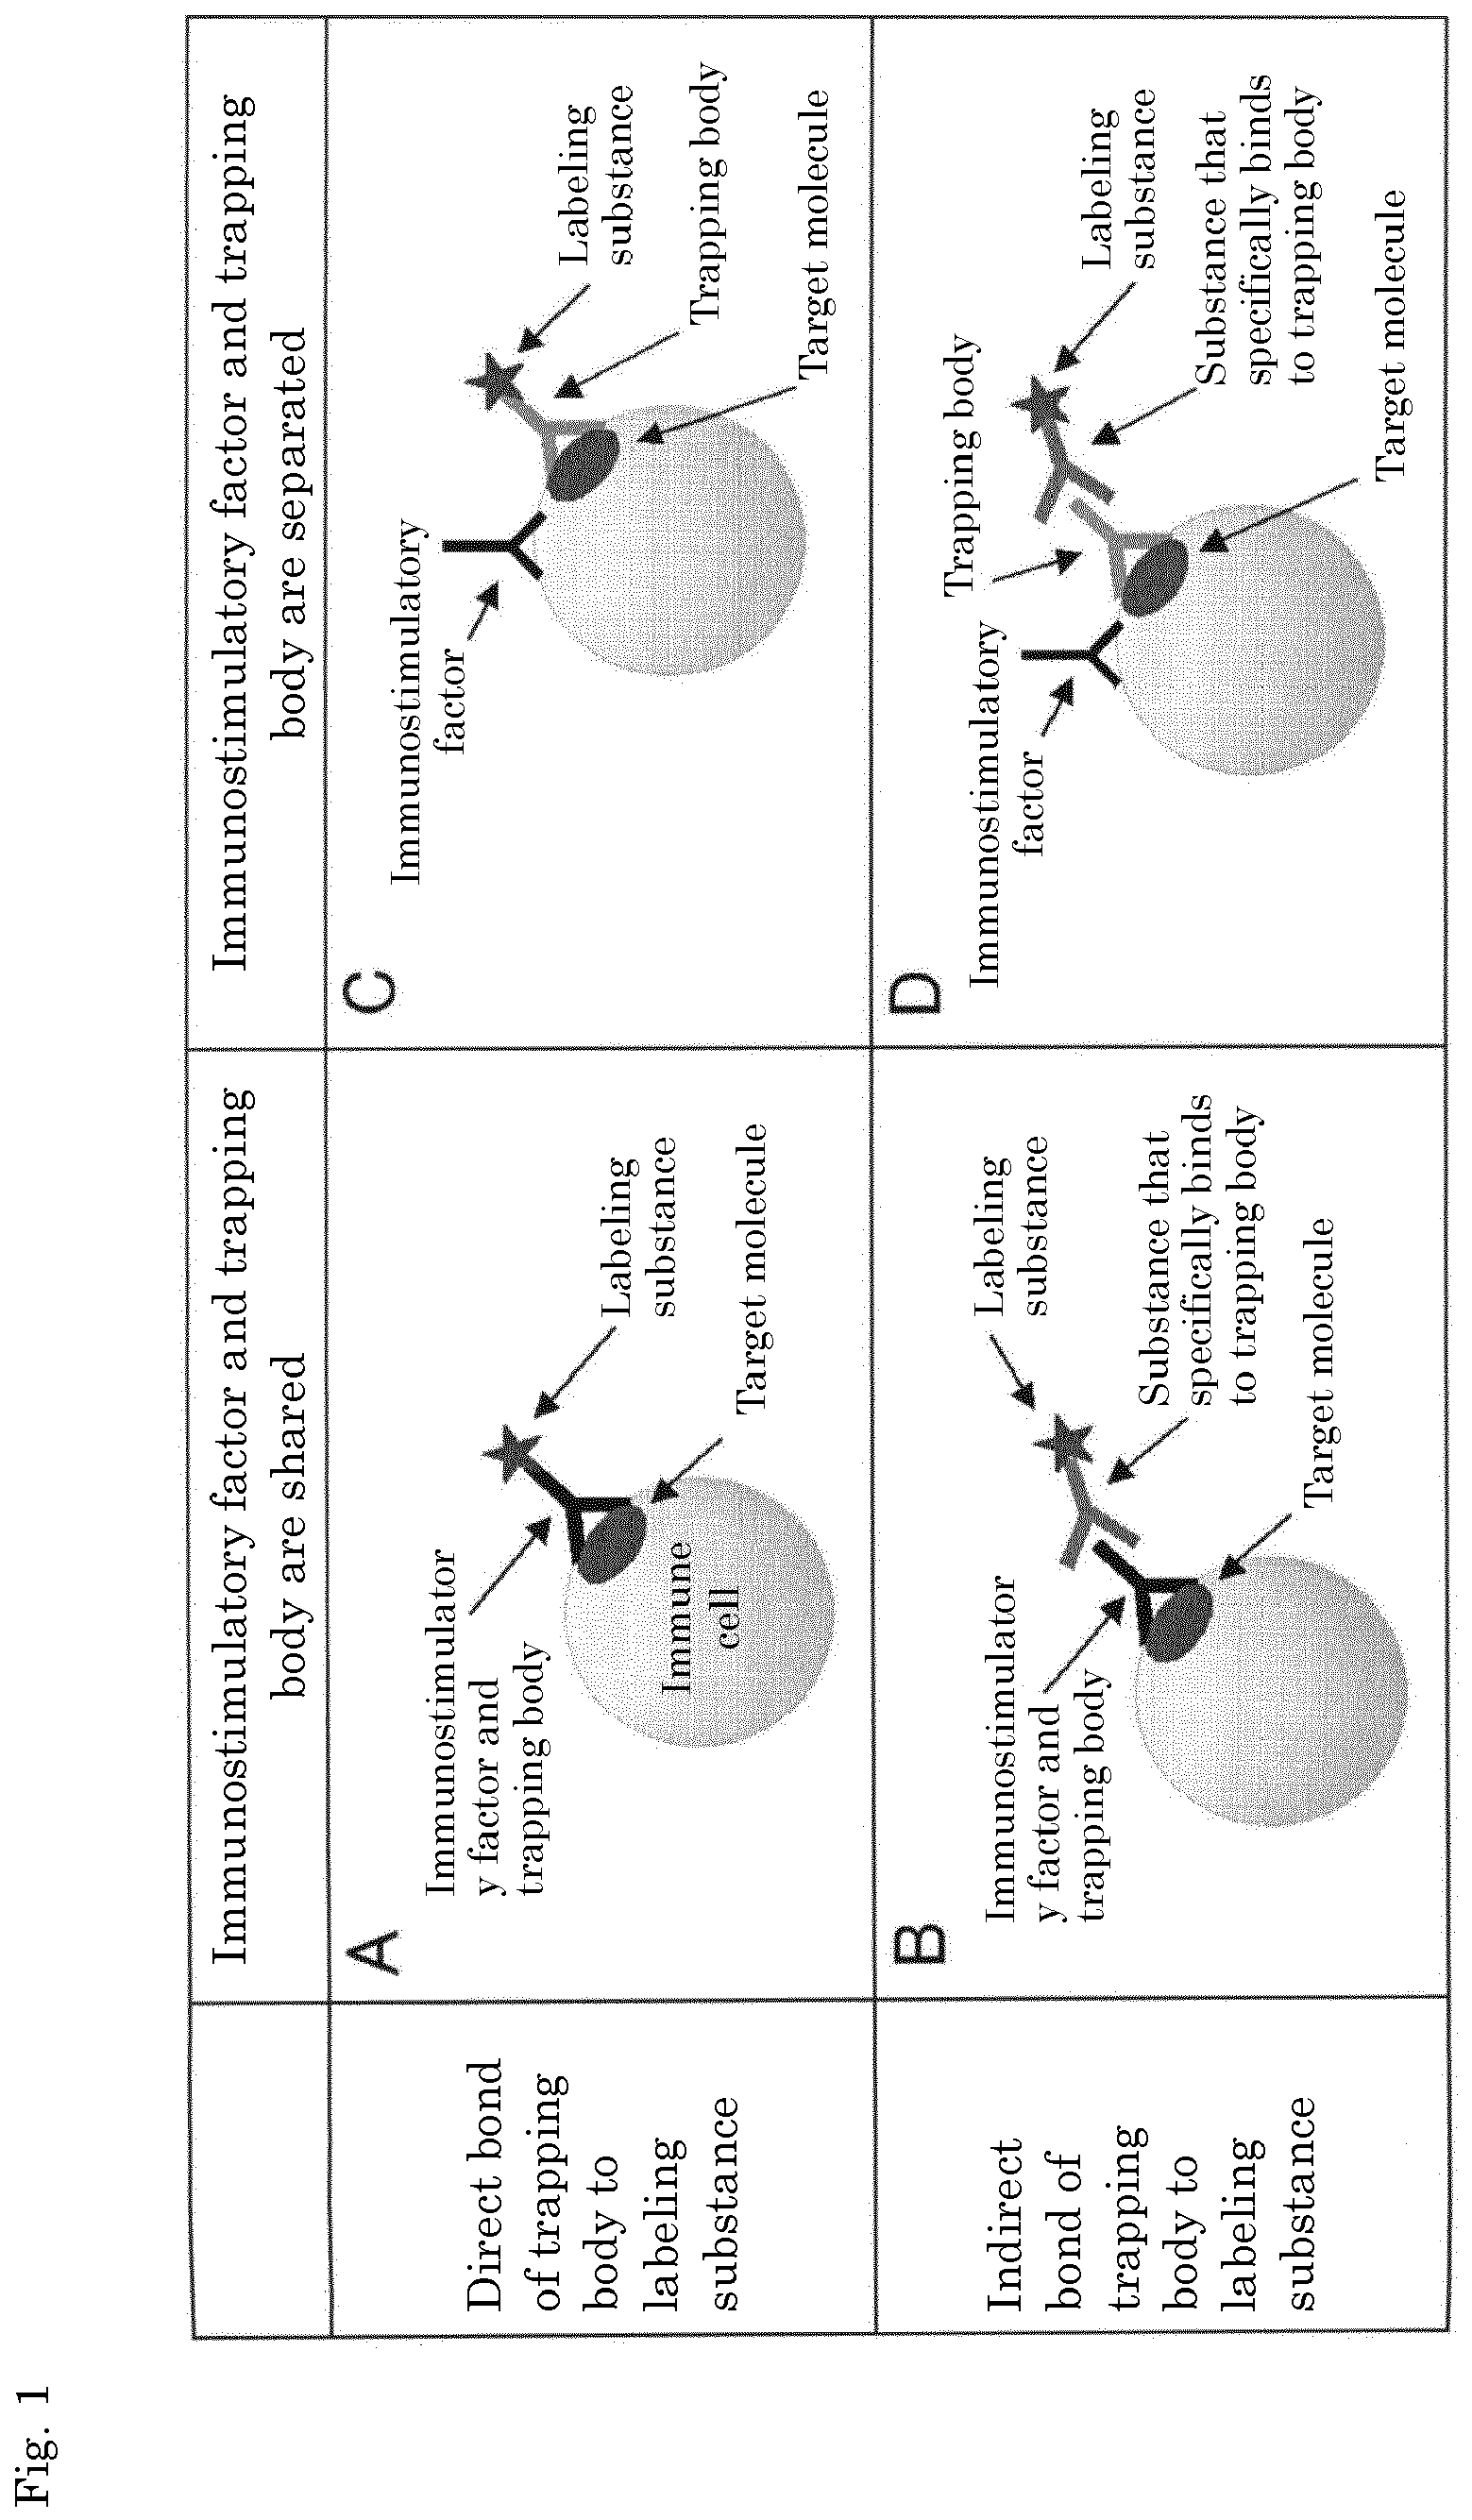 Fig. 1
Immunostimulatory factor and trapping
body are shared
Immunostimulatory factor and trapping
body are separated
Direct bond
of trapping
body to
labeling
substance
A
Immunostimulator
y factor and
trapping body
Labeling
substance
Target molecule
Immune
cell
C
Immunostimulatory
factor
Labeling
substance
Trapping body
Target molecule
Indirect
bond of
trapping
body to
labeling
substance
B
Immunostimulator
y factor and
trapping body
Labeling
substance
Substance that
specifically binds
to trapping body
Target molecule
D
Immunostimulatory
factor
Trapping body
Labeling
substance
Substance that
specifically binds
to trapping body
Target molecule